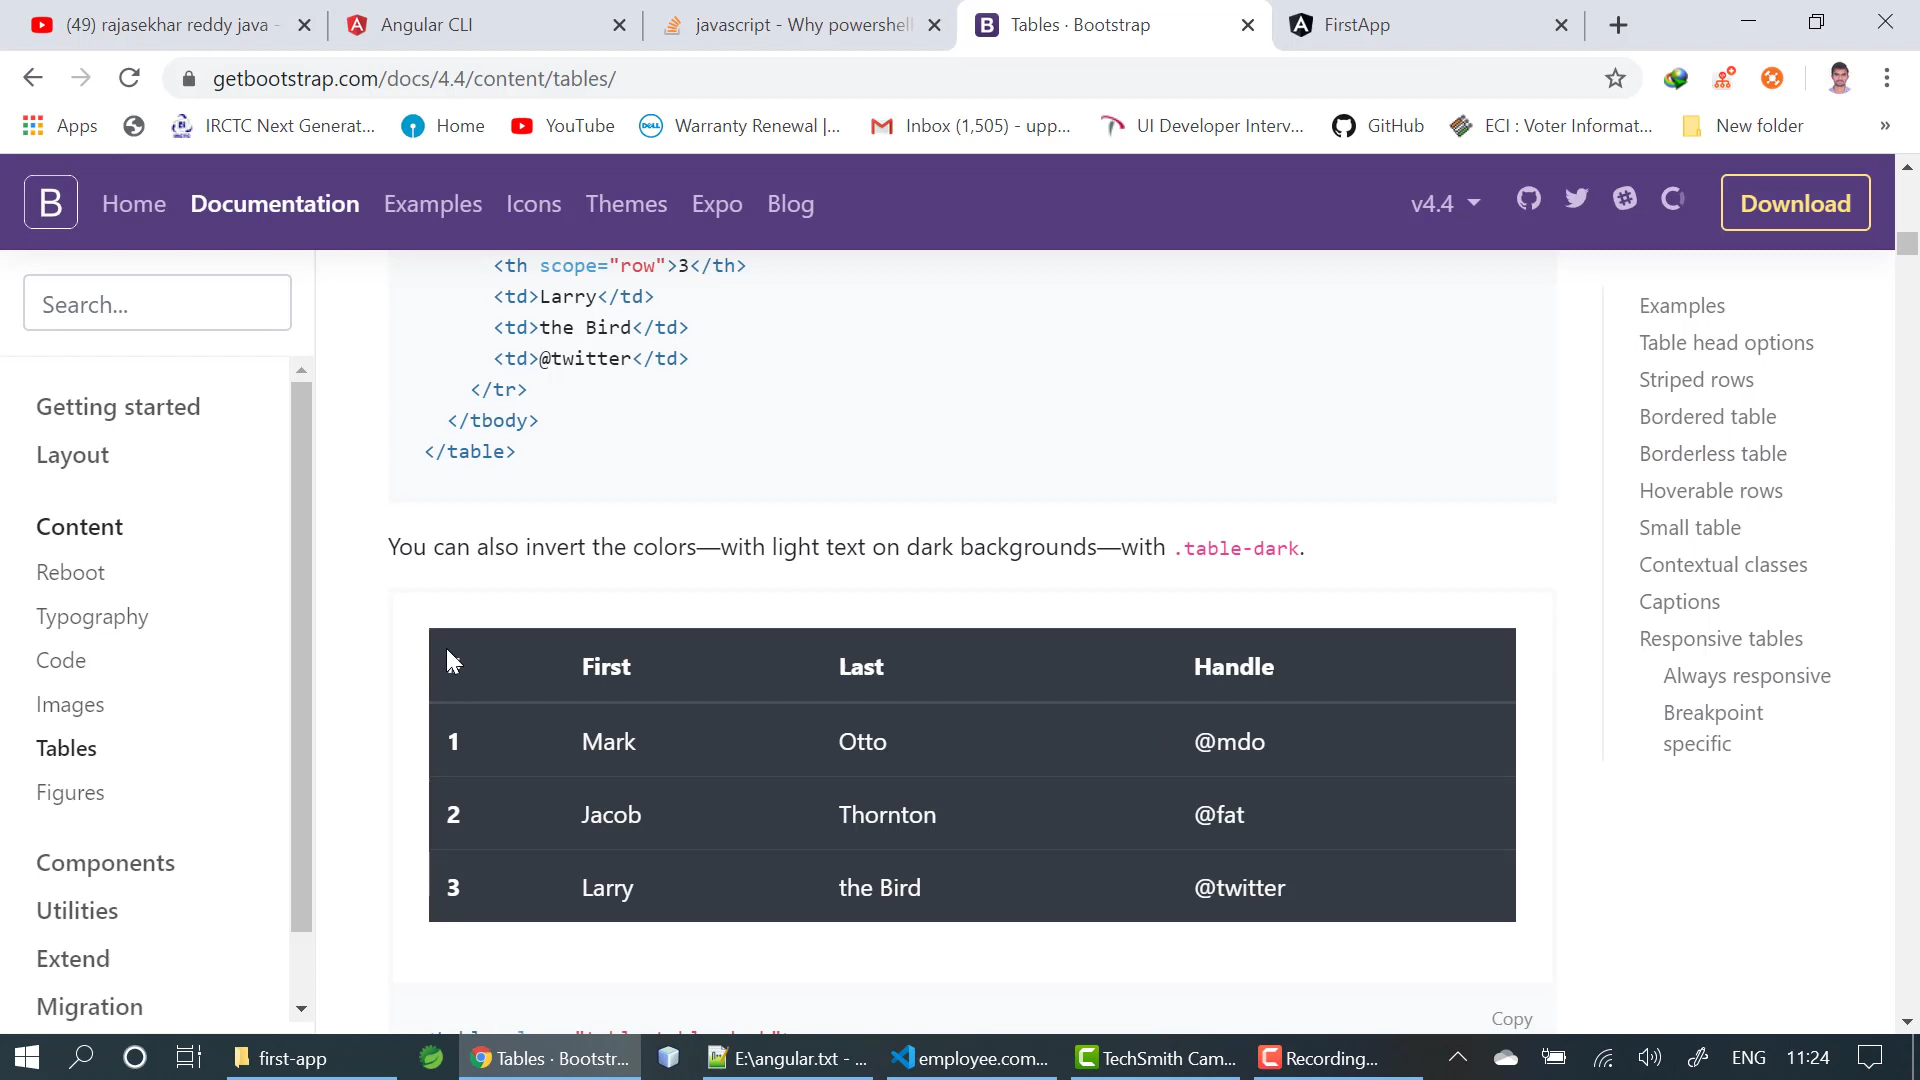 (49) rajasekhar reddy java -
Angular CLI
javascript - Why powershell
Tables · Bootstrap
FirstApp
getbootstrap.com/docs/4.4/content/tables/
Apps
IRCTC Next Generat...
Home
YouTube
Warranty Renewal |...
Inbox (1,505) - upp...
UI Developer Interv...
GitHub
ECI : Voter Informat...
New folder
»
B
Home
Documentation
Examples
Icons
Themes
Expo
Blog
v4.4
Download
Search...
Getting started
Layout
Content
Reboot
Typography
Code
Images
Tables
Figures
Components
Utilities
Extend
Migration
<th scope="row">3</th>
<td>Larry</td>
<td>the Bird</td>
<td>@twitter</td>
</tr>
</tbody>
</table>
You can also invert the colors—with light text on dark backgrounds—with .table-dark.
First Last Handle
1 Mark Otto @mdo
2 Jacob Thornton @fat
3 Larry the Bird @twitter
Copy
Examples
Table head options
Striped rows
Bordered table
Borderless table
Hoverable rows
Small table
Contextual classes
Captions
Responsive tables
Always responsive
Breakpoint
specific
first-app
Tables · Bootstr...
E:\angular.txt - ...
employee.com...
TechSmith Cam...
Recording...
ENG
11:24